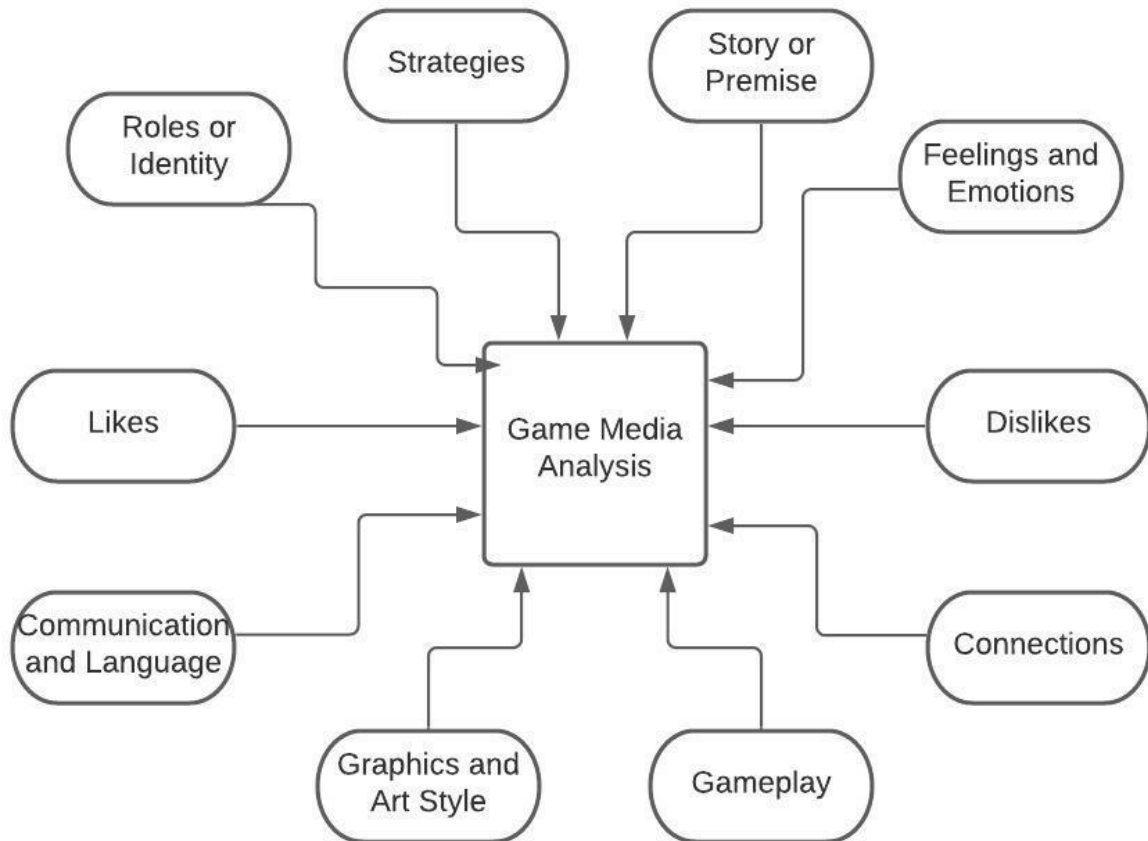 Strategies
Story or
Premise
Roles or
Identity
Feelings and
Emotions
Likes
Game Media
Analysis
Dislikes
Communication
and Language
Connections
Graphics and
Art Style
Gameplay